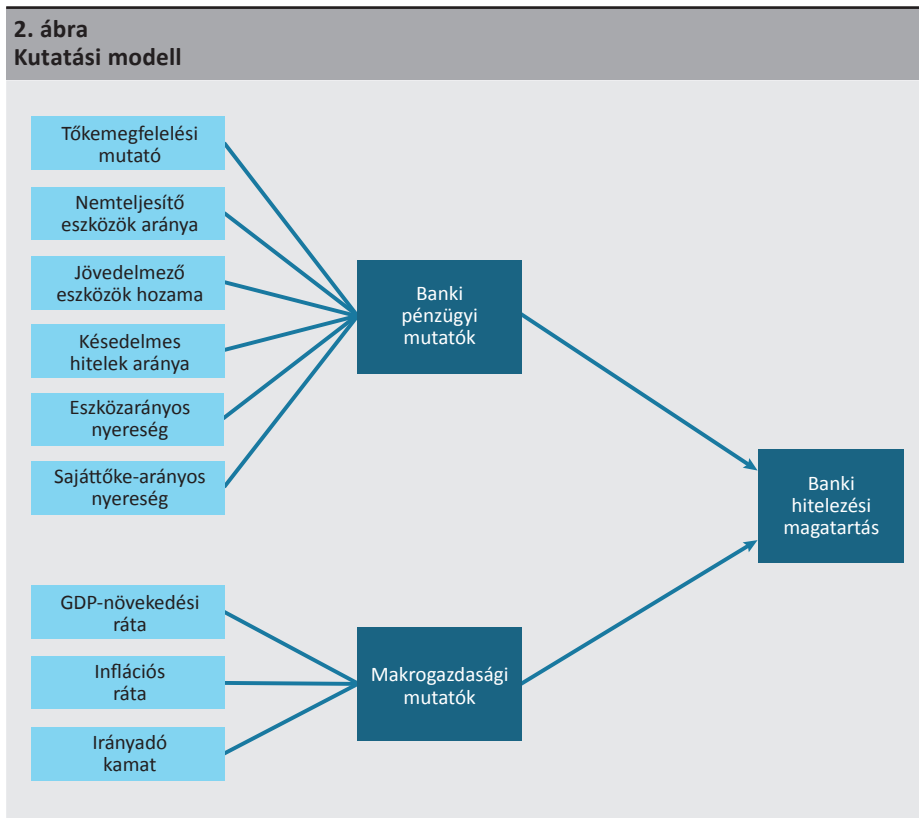 2. ábra
Kutatási modell
Tőkemegfelelési
mutató
Nemteljesítő
eszközök aránya
Jövedelmező
eszközök hozama
Késedelmes
hitelek aránya
Eszközarányos
nyereség
Sajáttőke-arányos
nyereség
Banki
pénzügyi
mutatók
Banki
hitelezési
magatartás
GDP-növekedési
ráta
Inflációs
ráta
Irányadó
kamat
Makrogazdasági
mutatók